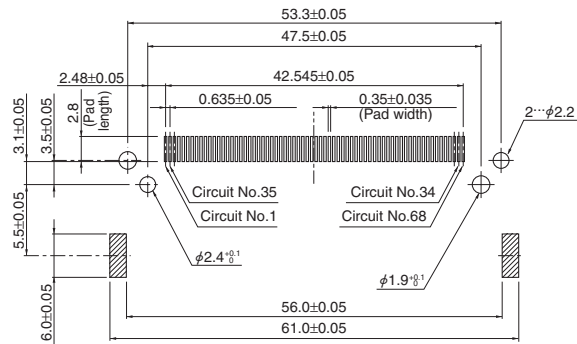 53.3±0.05
47.5±0.05
2.48±0.05
42.545±0.05
0.635±0.05
0.35±0.035
(Pad width)
2.8
(Pad
length)
3.1±0.05
3.5±0.05
2···φ2.2
Circuit No.35
Circuit No.34
Circuit No.1
Circuit No.68
5.5±0.05
φ2.4 +0.1 0
φ1.9 +0.1 0
6.0±0.05
56.0±0.05
61.0±0.05